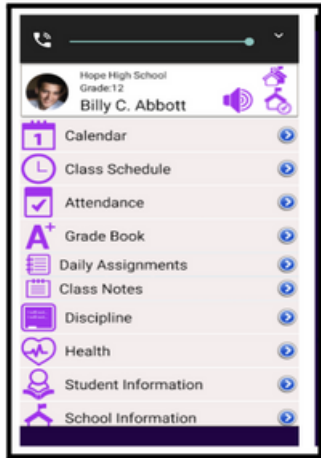 Hope High School
Grade:12
Billy C. Abbott
1
Calendar
Class Schedule
Attendance
A+
Grade Book
Daily Assignments
Class Notes
Discipline
Health
Student Information
School Information